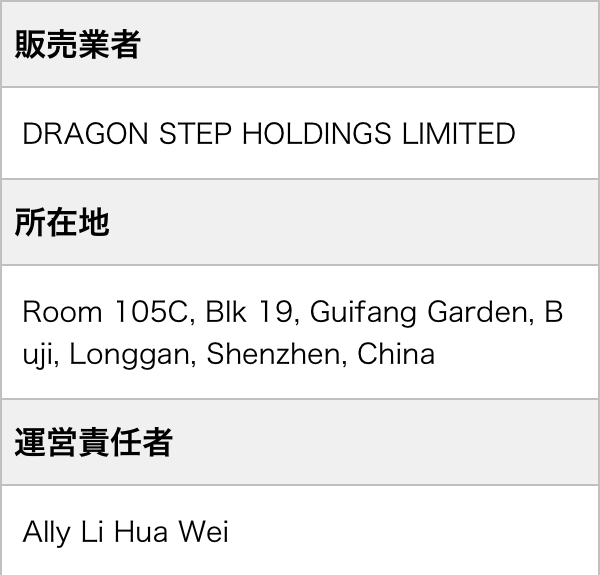 販売業者
DRAGON STEP HOLDINGS LIMITED
所在地
Room 105C, Blk 19, Guifang Garden, B
uji, Longgan, Shenzhen, China
運営責任者
Ally Li Hua Wei